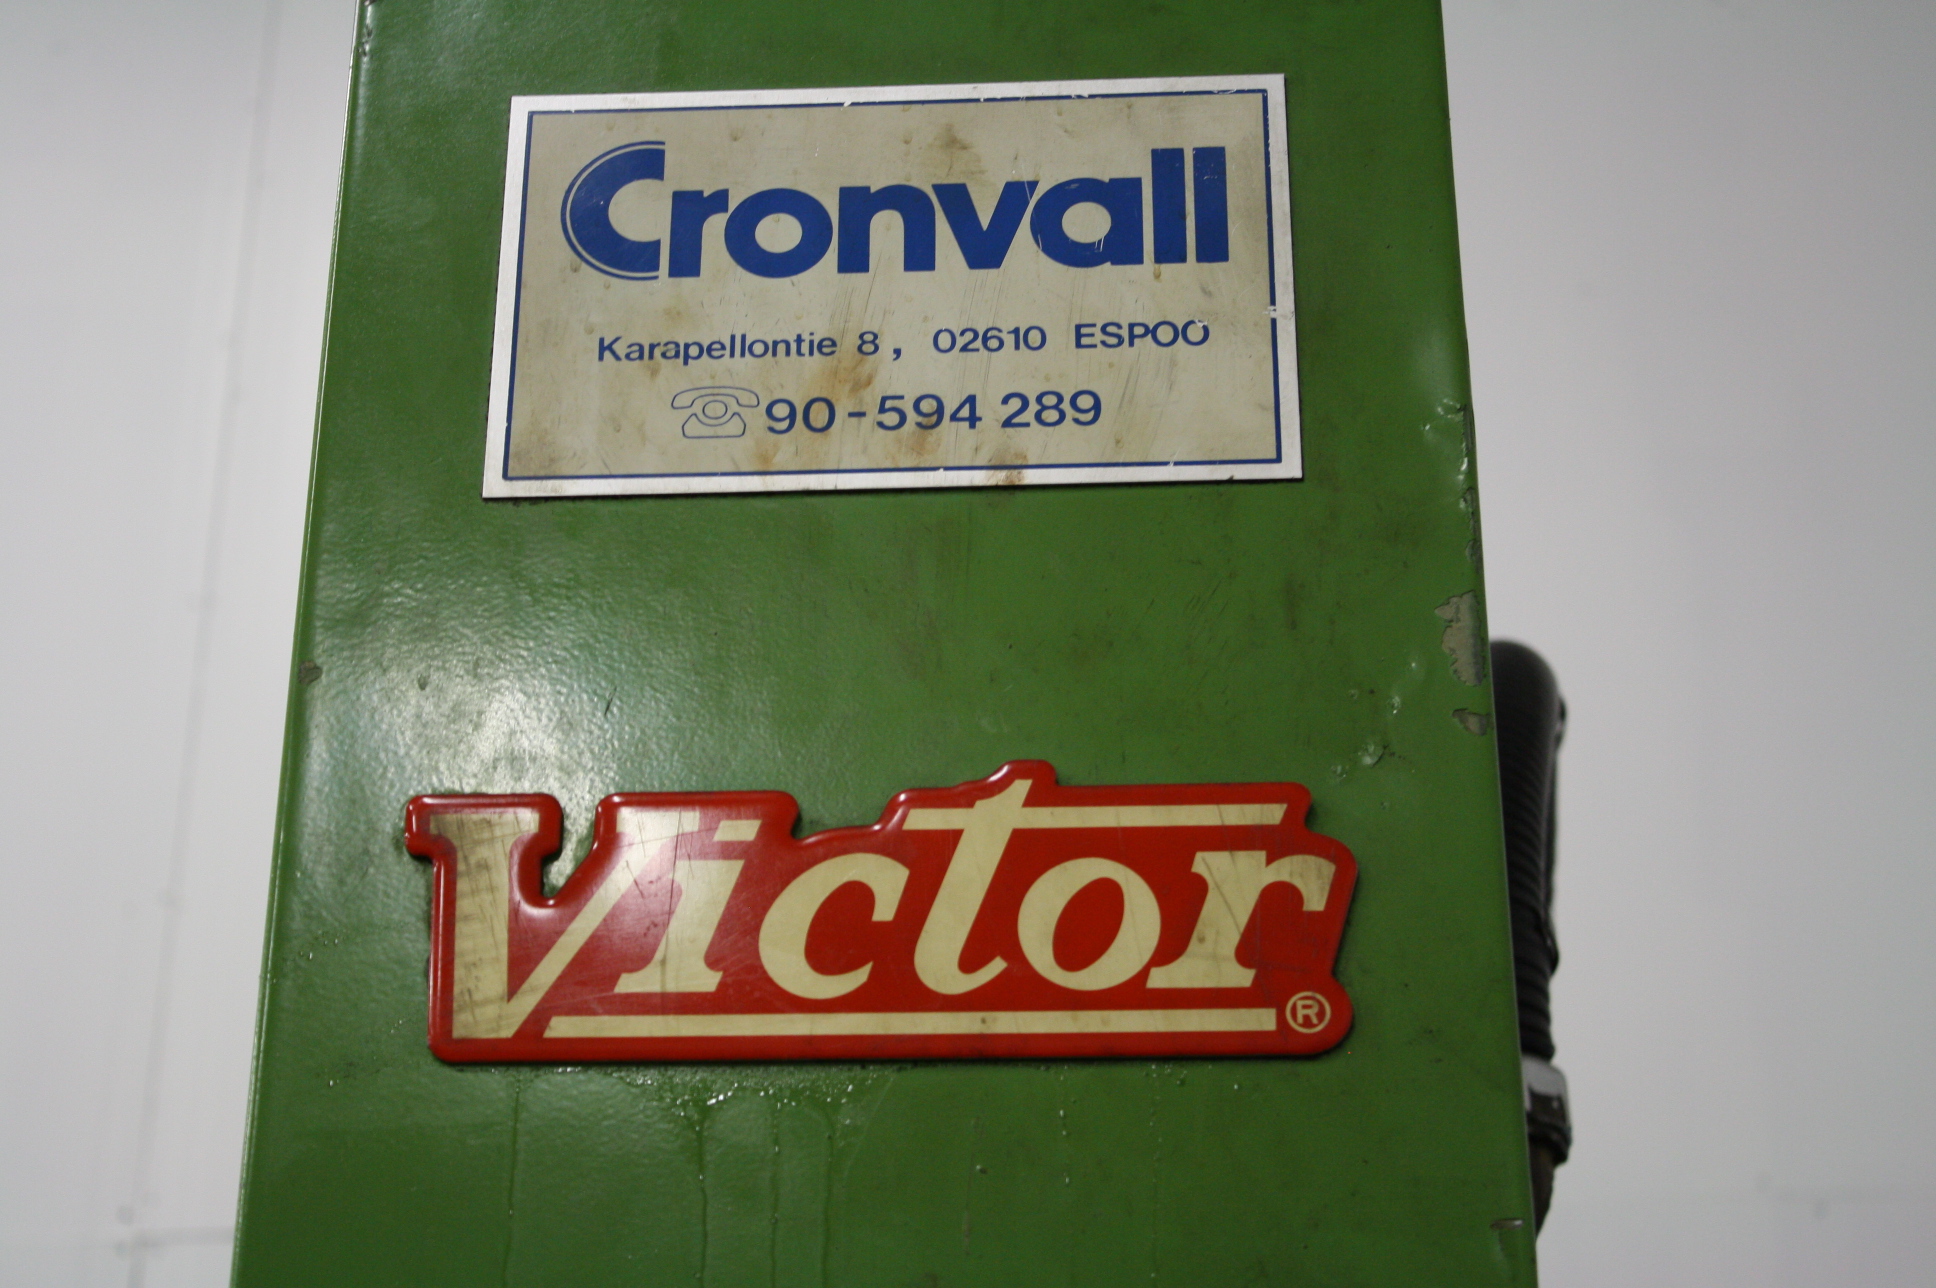 Cronvall
Karapellontie 8, 02610 ESPOO
90-594 289
Victor
®